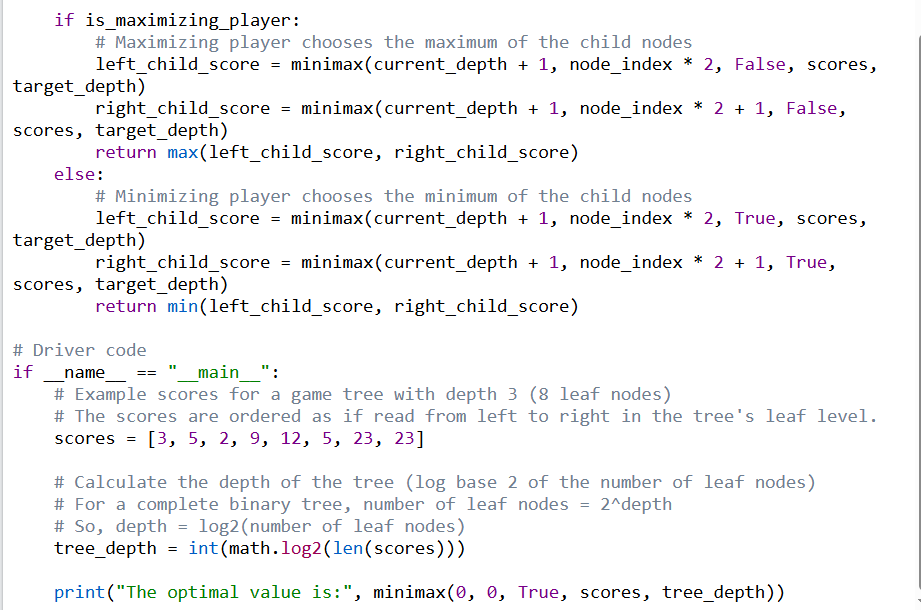 if is_maximizing_player:
        # Maximizing player chooses the maximum of the child nodes
        left_child_score = minimax(current_depth + 1, node_index * 2, False, scores,
target_depth)
        right_child_score = minimax(current_depth + 1, node_index * 2 + 1, False,
scores, target_depth)
        return max(left_child_score, right_child_score)
    else:
        # Minimizing player chooses the minimum of the child nodes
        left_child_score = minimax(current_depth + 1, node_index * 2, True, scores,
target_depth)
        right_child_score = minimax(current_depth + 1, node_index * 2 + 1, True,
scores, target_depth)
        return min(left_child_score, right_child_score)

# Driver code
if __name__ == "__main__":
    # Example scores for a game tree with depth 3 (8 leaf nodes)
    # The scores are ordered as if read from left to right in the tree's leaf level.
    scores = [3, 5, 2, 9, 12, 5, 23, 23]

    # Calculate the depth of the tree (log base 2 of the number of leaf nodes)
    # For a complete binary tree, number of leaf nodes = 2^depth
    # So, depth = log2(number of leaf nodes)
    tree_depth = int(math.log2(len(scores)))

    print("The optimal value is:", minimax(0, 0, True, scores, tree_depth))